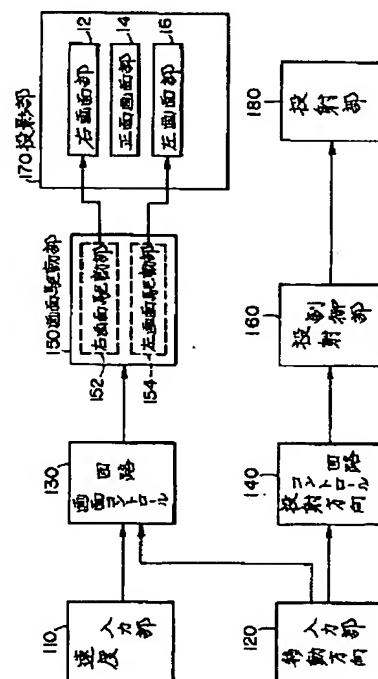 110
速度
入力部
120
移動方向
入力部
130
画面コントロール
回路
140
投射方向
コントロール
回路
150画面駆動部
右画面駆動部
152
左画面駆動部
154
160
投射
制御部
170投影部
右画面部
12
正面画面部
14
左画面部
16
180
投射部